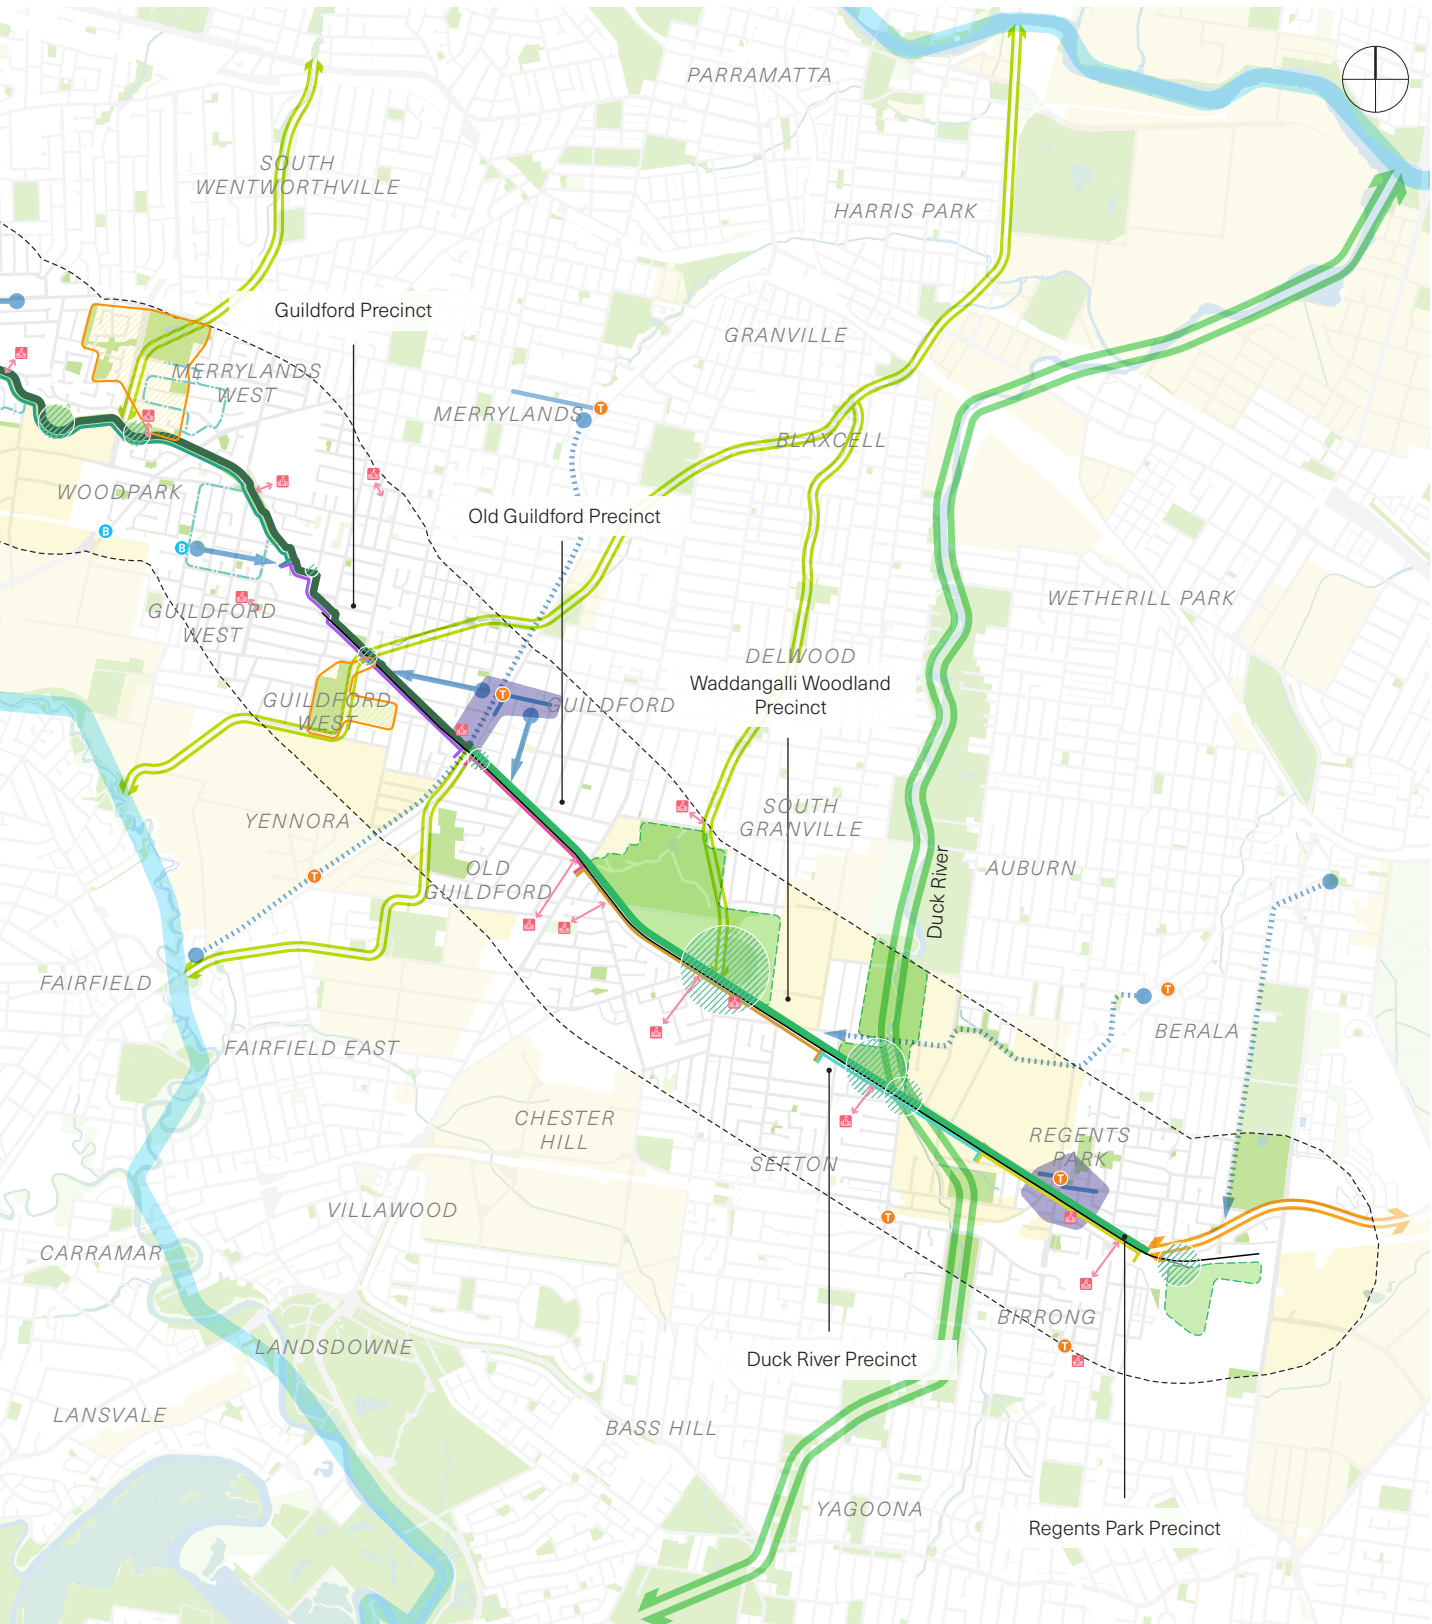 PARRAMATTA
SOUTH
WENTWORTHVILLE
HARRIS PARK
Guildford Precinct
GRANVILLE
MERRYLANDS
WEST
MERRYLANDS
T
BLAXCELL
WOODPARK
Old Guildford Precinct
B
B
WETHERILL PARK
GUILDFORD
WEST
DELWOOD
Waddangalli Woodland
Precinct
GUILDFORD
WEST
T
GUILDFORD
YENNORA
SOUTH
GRANVILLE
OLD
GUILDFORD
T
AUBURN
Duck River
FAIRFIELD
T
BERALA
FAIRFIELD EAST
CHESTER
HILL
REGENTS
PARK
SEFTON
T
VILLAWOOD
T
CARRAMAR
BIRRONG
LANDSDOWNE
T
Duck River Precinct
LANSVALE
BASS HILL
YAGOONA
Regents Park Precinct